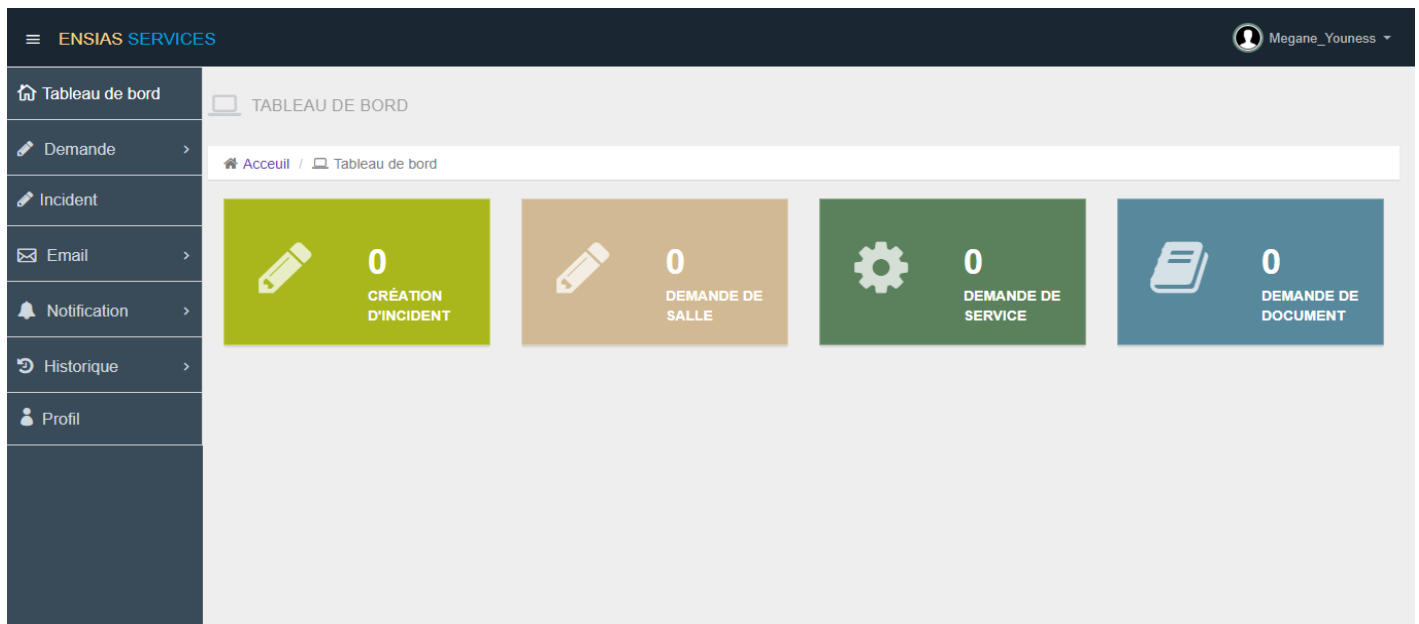 ENSIAS SERVICES
Megane_Youness
Tableau de bord
Demande
Incident
Email
Notification
Historique
Profil
TABLEAU DE BORD
Acceuil / Tableau de bord
0
CRÉATION
D'INCIDENT
0
DEMANDE DE
SALLE
0
DEMANDE DE
SERVICE
0
DEMANDE DE
DOCUMENT